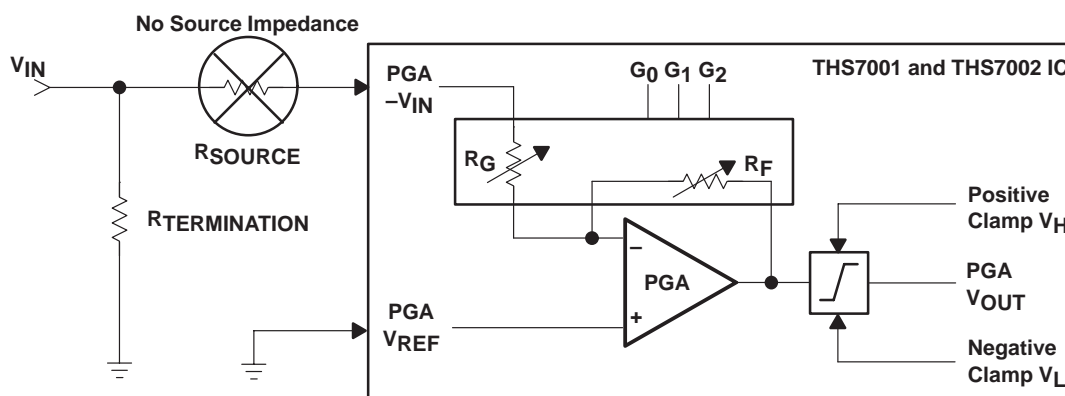 No Source Impedance
VIN
RSOURCE
RTERMINATION
PGA
–VIN
G0 G1 G2
THS7001 and THS7002 IC
RG
RF
–
PGA
+
PGA
VREF
Positive
Clamp VH
PGA
VOUT
Negative
Clamp VL